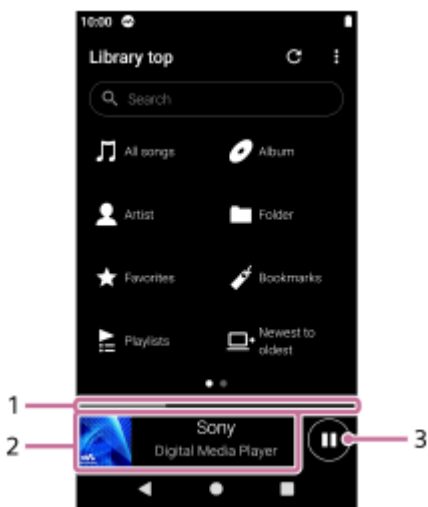 10:00
Library top
Search
All songs
Album
Artist
Folder
Favorites
Bookmarks
Playlists
Newest to
oldest
1
2
Sony
Digital Media Player
3